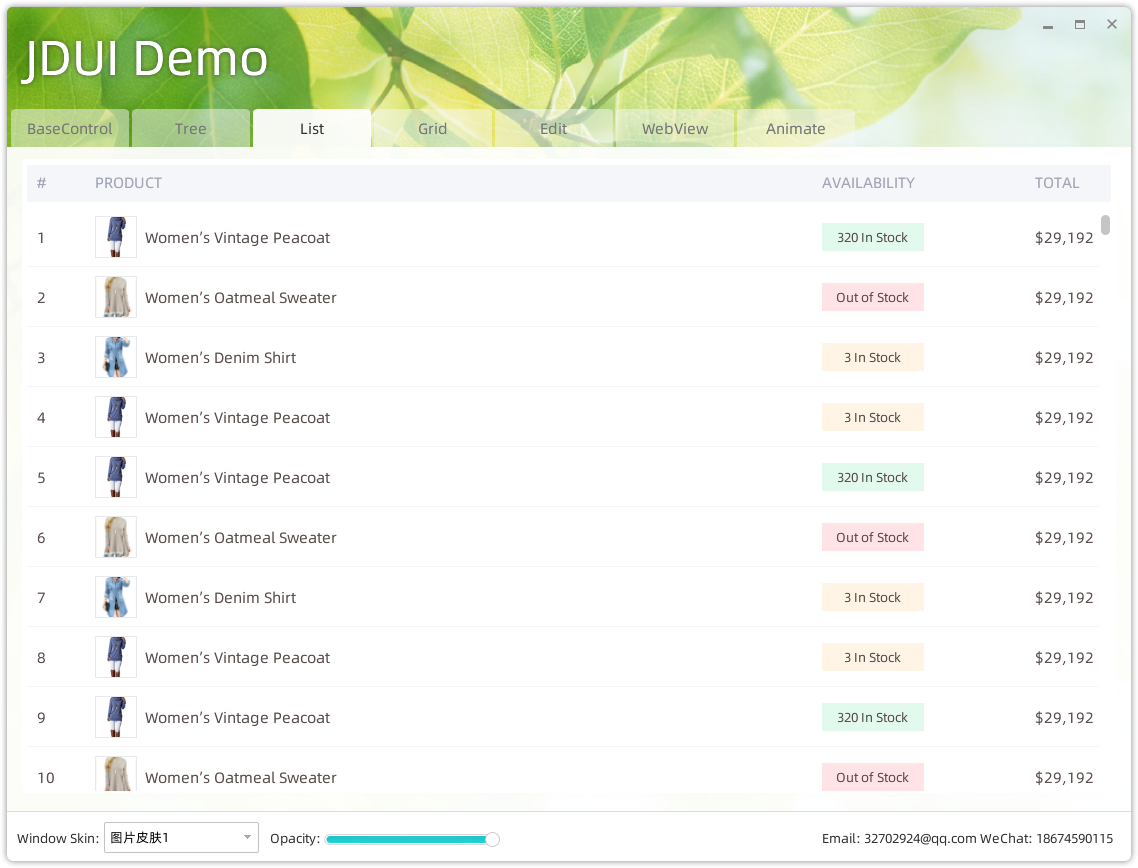 JDUI Demo
BaseControl Tree List Grid Edit WebView Animate
# PRODUCT AVAILABILITY TOTAL
1 Women's Vintage Peacoat 320 In Stock $29,192
2 Women's Oatmeal Sweater Out of Stock $29,192
3 Women's Denim Shirt 3 In Stock $29,192
4 Women's Vintage Peacoat 3 In Stock $29,192
5 Women's Vintage Peacoat 320 In Stock $29,192
6 Women's Oatmeal Sweater Out of Stock $29,192
7 Women's Denim Shirt 3 In Stock $29,192
8 Women's Vintage Peacoat 3 In Stock $29,192
9 Women's Vintage Peacoat 320 In Stock $29,192
10 Women's Oatmeal Sweater Out of Stock $29,192
Window Skin: 图片皮肤1 Opacity: Email: 32702924@qq.com WeChat: 18674590115